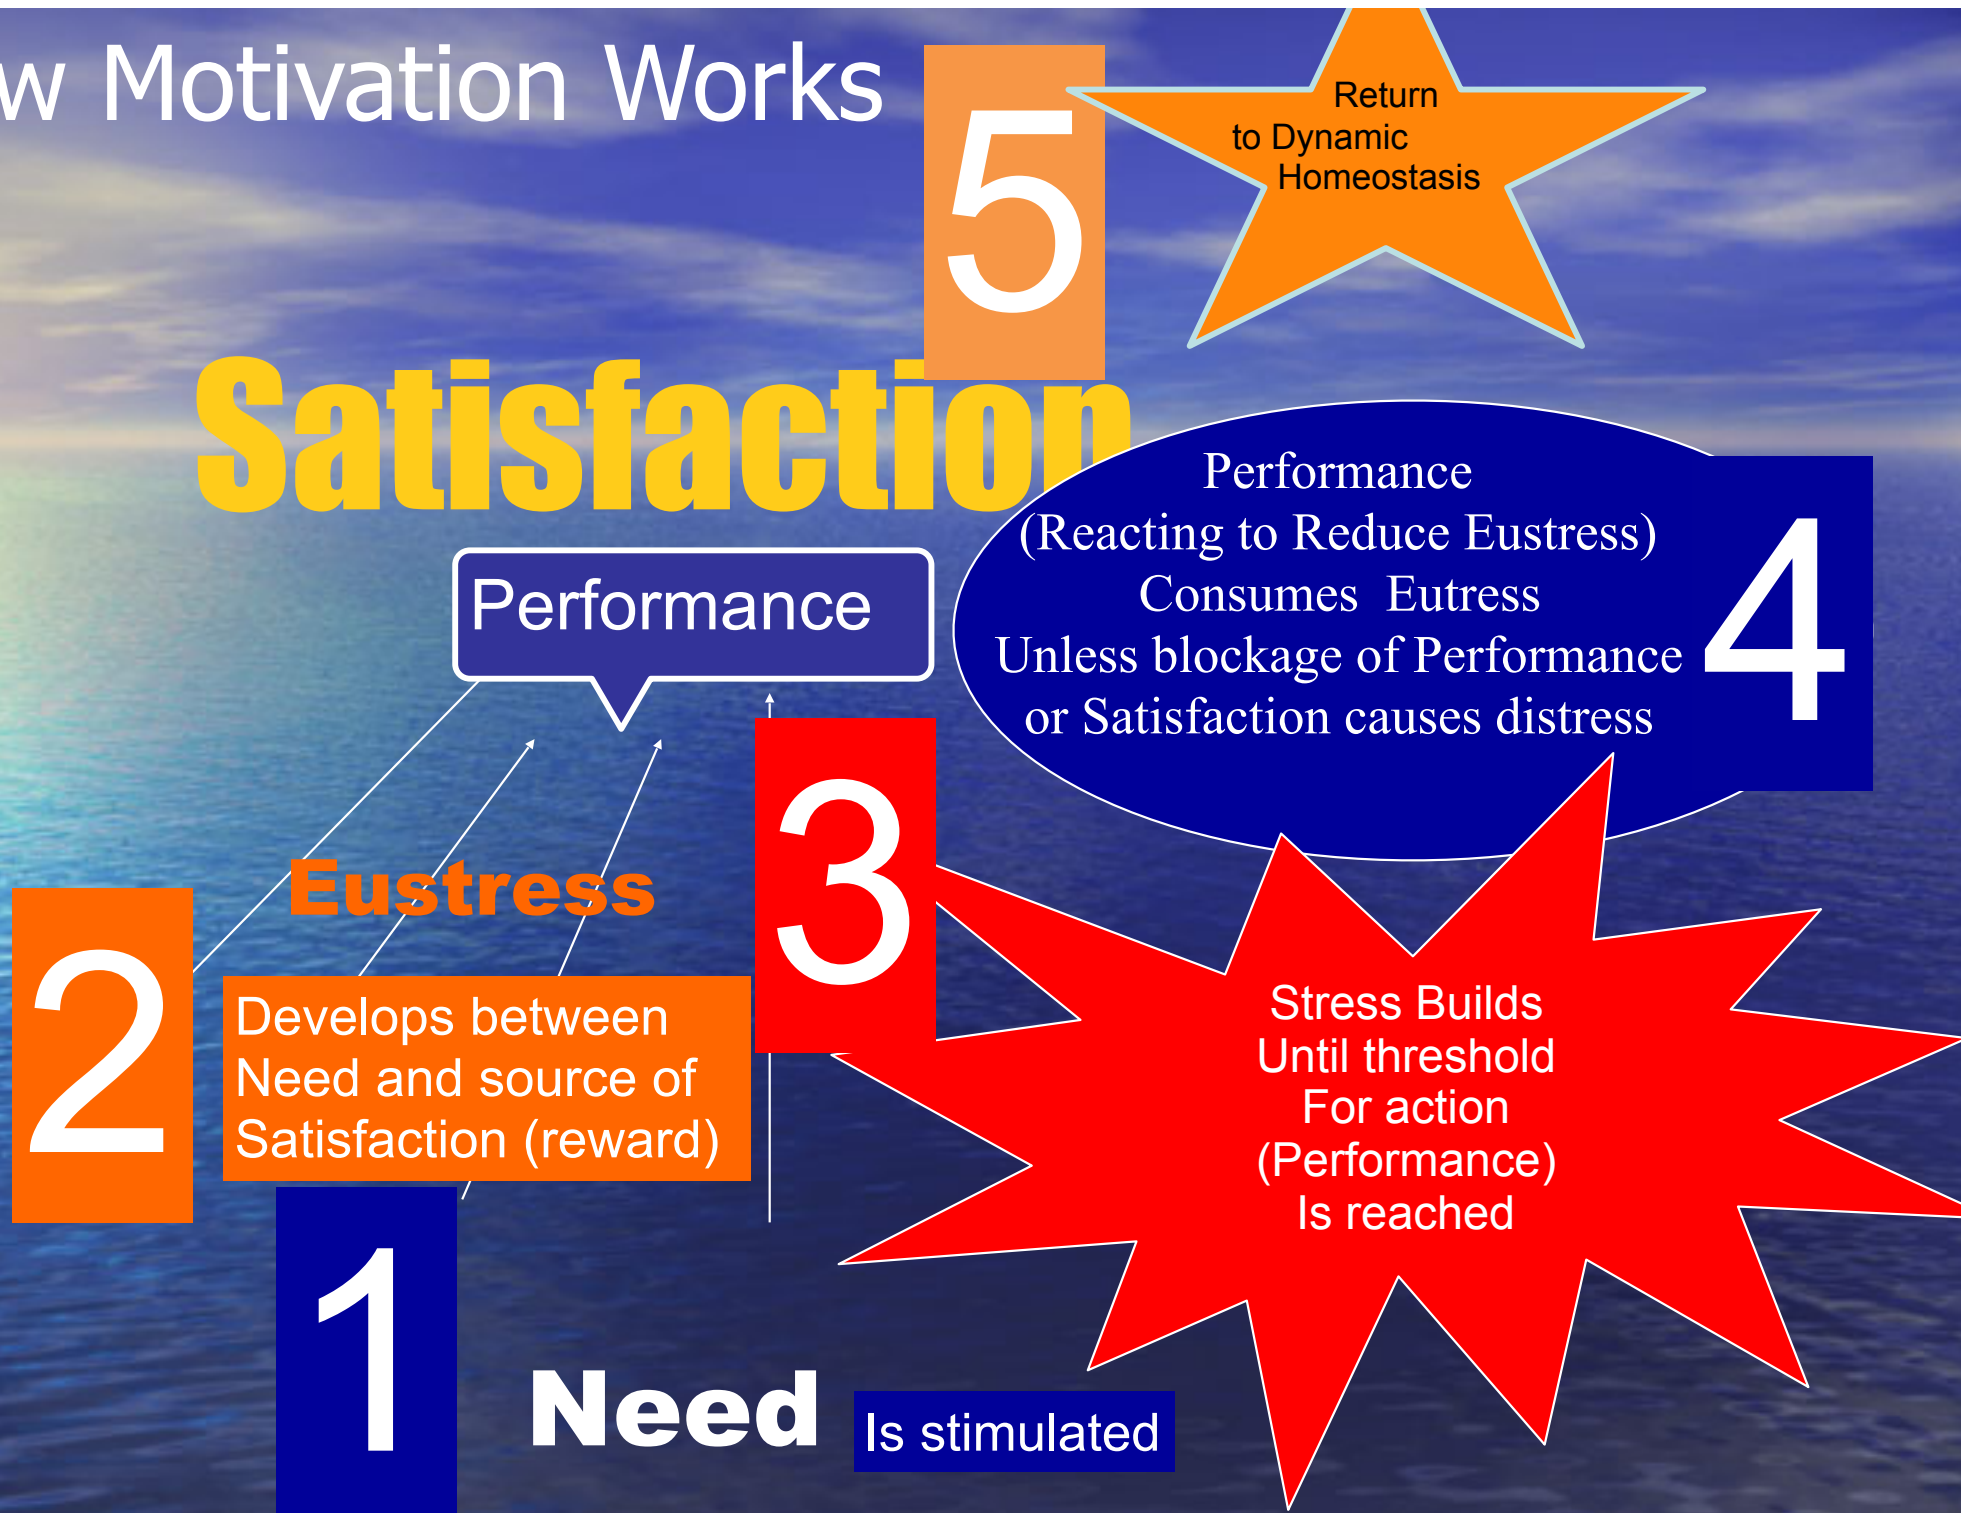 w Motivation Works
5
Return
to Dynamic
Homeostasis
Satisfaction
Performance
(Reacting to Reduce Eustress)
Consumes  Eutress
Unless blockage of Performance
or Satisfaction causes distress
4
Performance
3
Eustress
2
Develops between
Need and source of
Satisfaction (reward)
Stress Builds
Until threshold
For action
(Performance)
Is reached
1
Need
Is stimulated